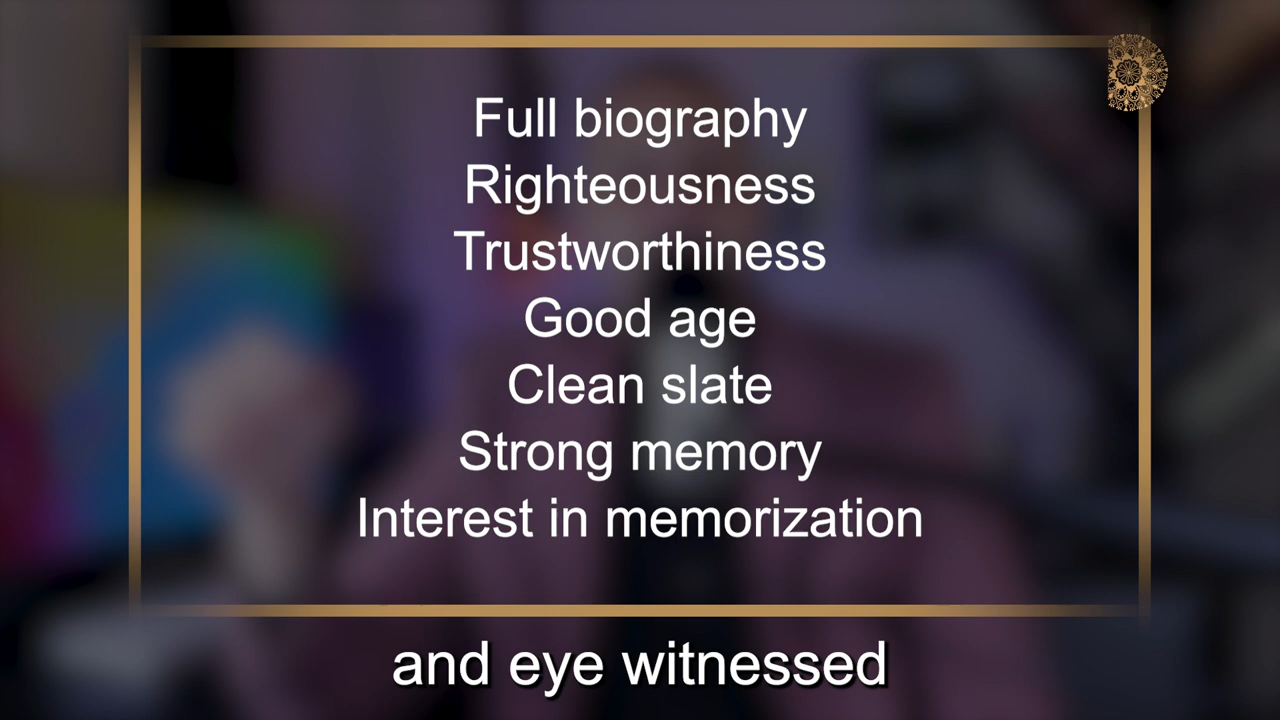 Full biography
Righteousness
Trustworthiness
Good age
Clean slate
Strong memory
Interest in memorization
and eye witnessed